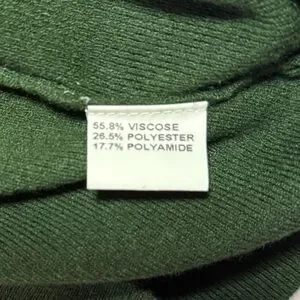 55.8% VISCOSE
26.5% POLYESTER
17.7% POLYAMIDE